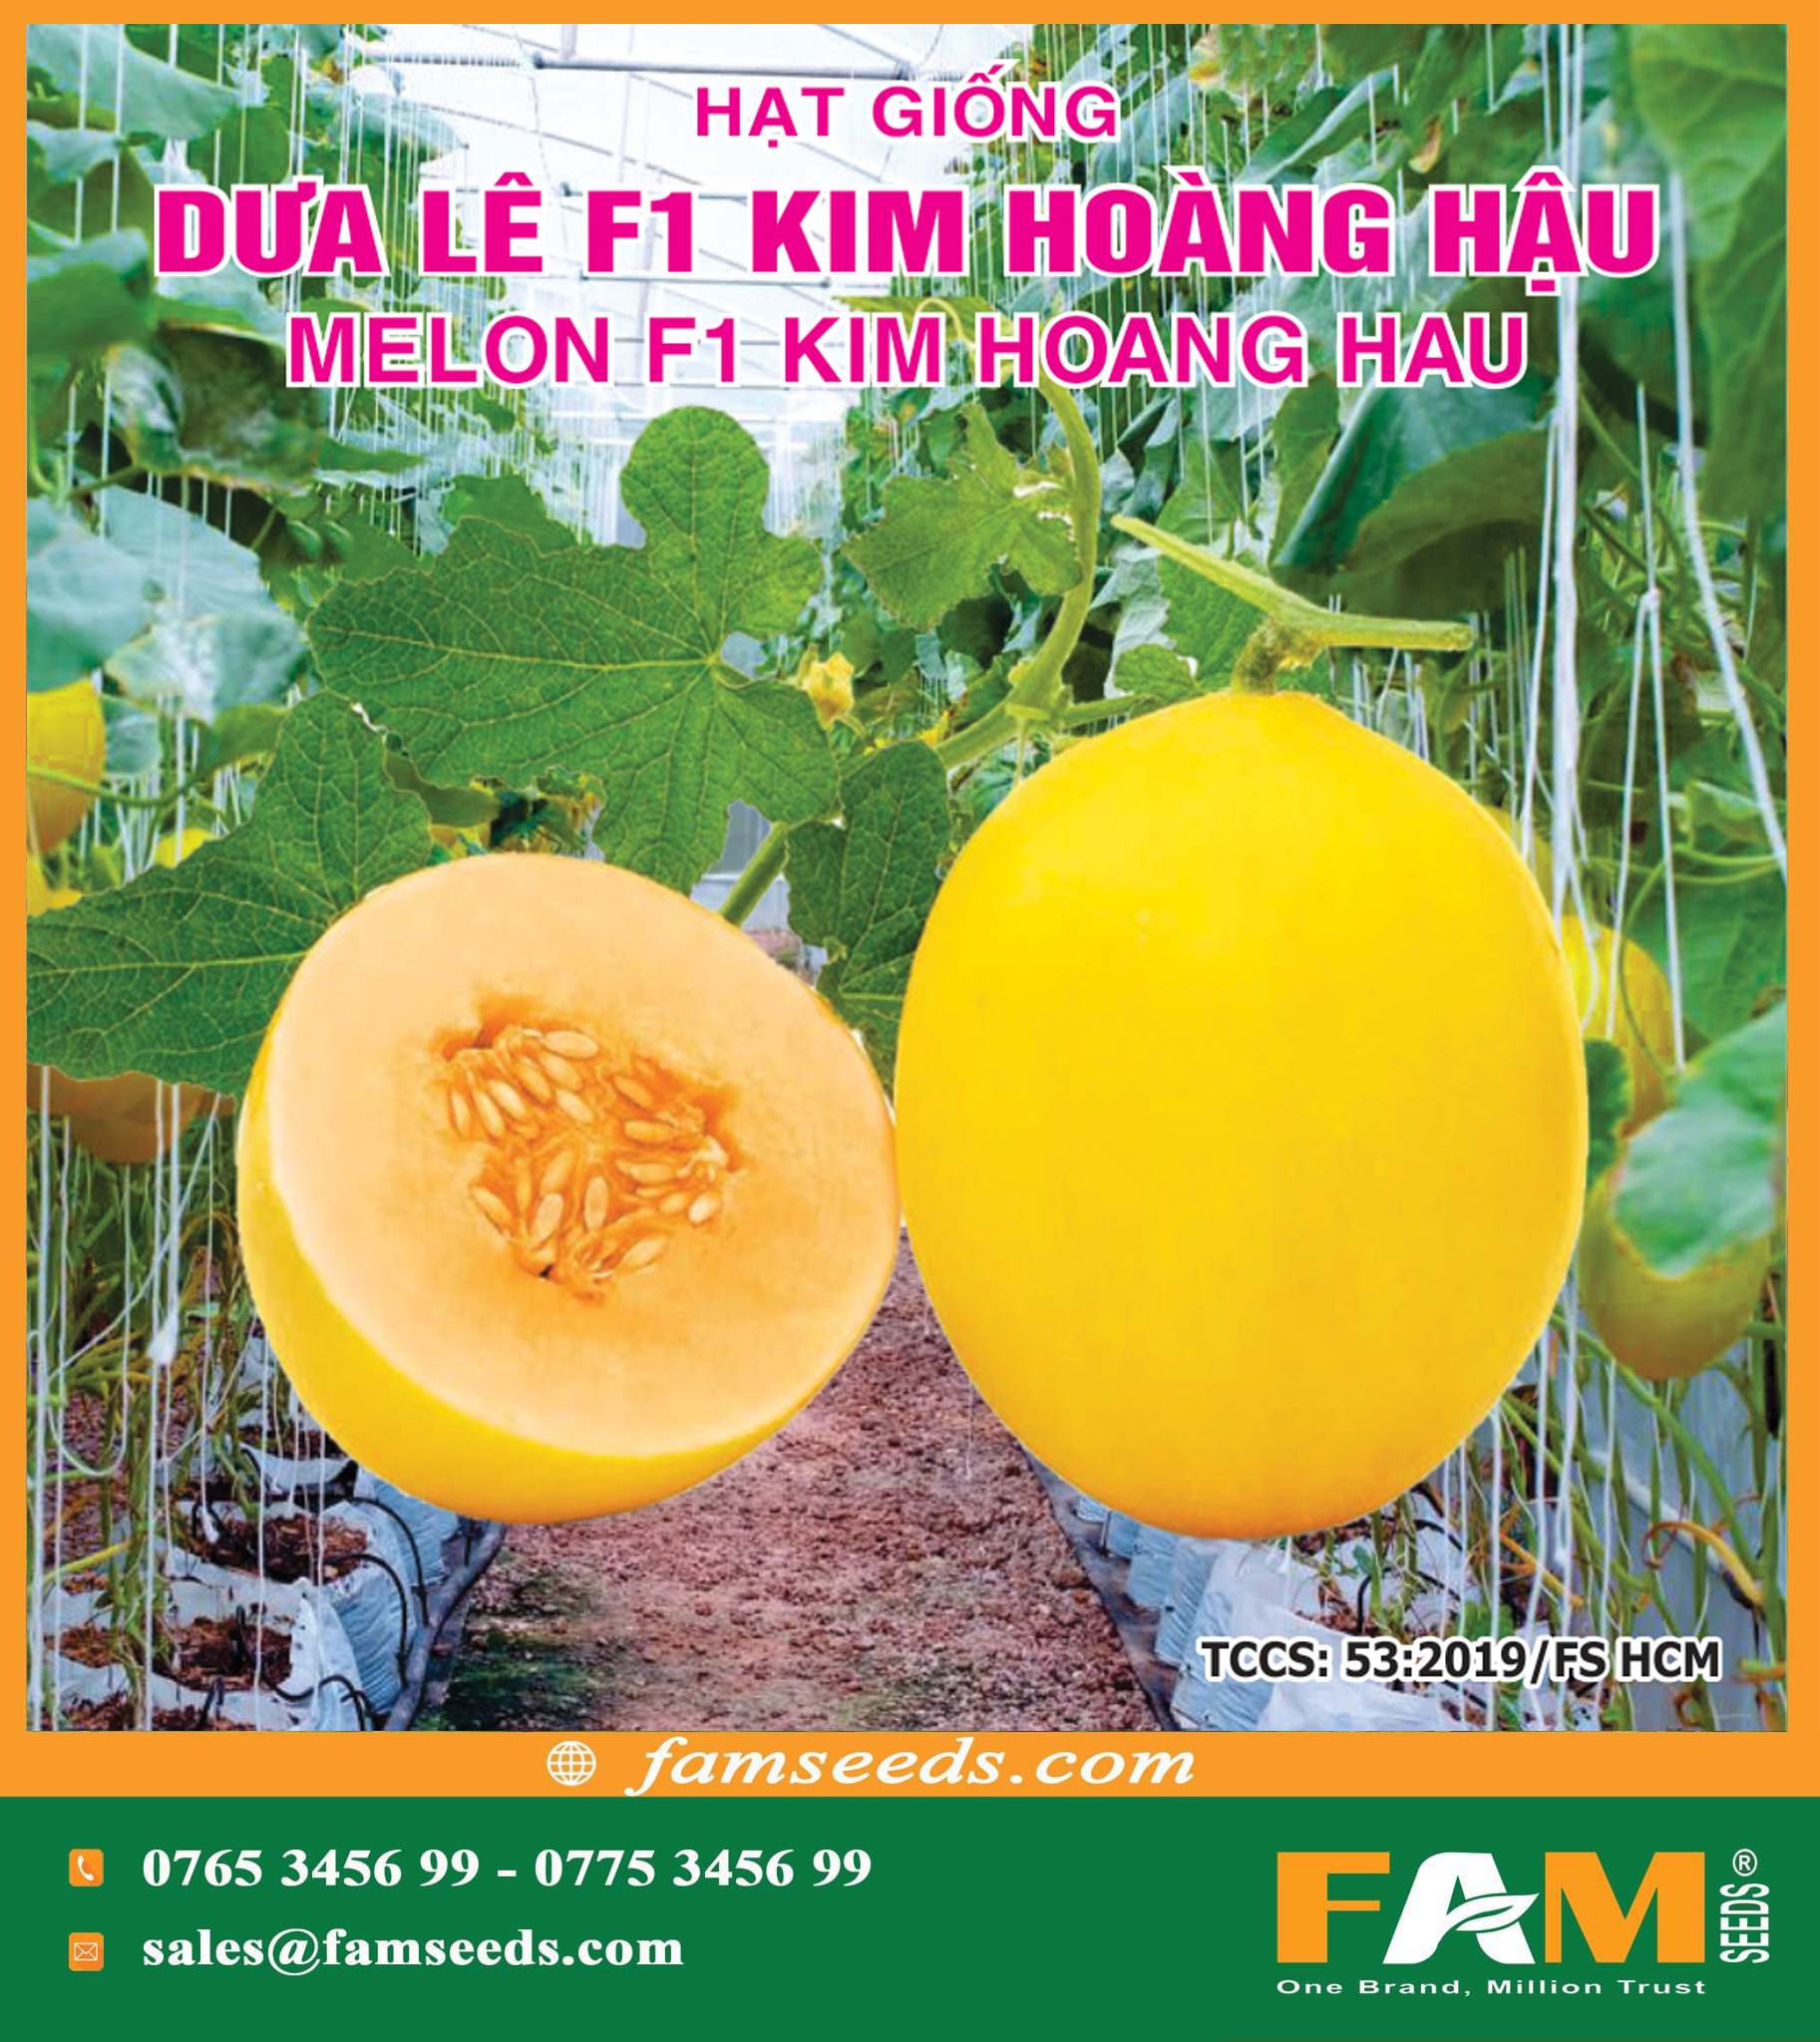 HẠT GIỐNG
DƯA LÊ F1 KIM HOÀNG HẬU
MELON F1 KIM HOANG HAU
TCCS: 53:2019/FS HCM
famseeds.com
0765 3456 99 - 0775 3456 99
sales@famseeds.com
FAM
SEEDS®
One Brand, Million Trust